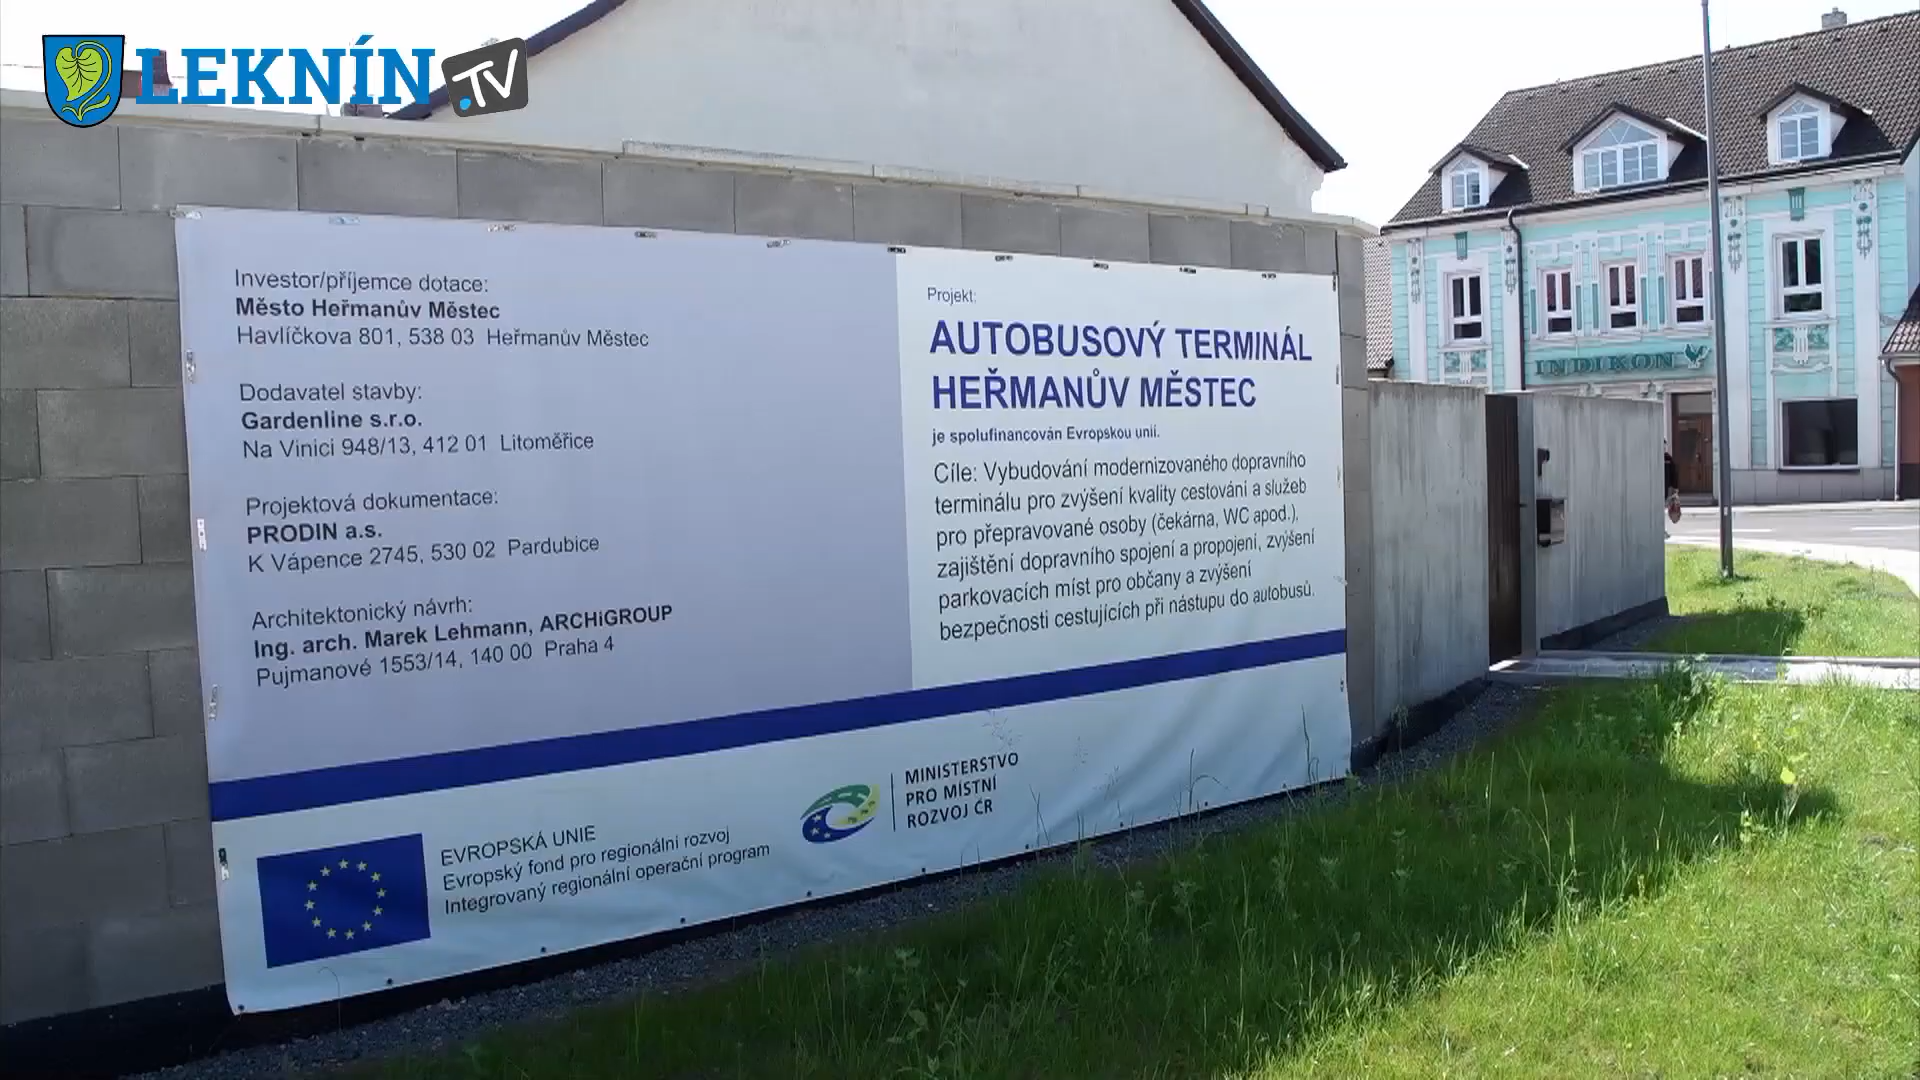 LEKNÍN.TV
Investor/příjemce dotace:
Město Heřmanův Městec
Havlíčkova 801, 538 03 Heřmanův Městec
Dodavatel stavby:
Gardenline s.r.o.
Na Vinici 948/13, 412 01 Litoměřice
Projektová dokumentace:
PRODIN a.s.
K Vápence 2745, 530 02 Pardubice
Architektonický návrh:
Ing. arch. Marek Lehmann, ARCHiGROUP
Pujmanové 1553/14, 140 00 Praha 4
Projekt:
AUTOBUSOVÝ TERMINÁL
HEŘMANŮV MĚSTEC
je spolufinancován Evropskou unií.
Cíle: Vybudování modernizovaného dopravního
terminálu pro zvýšení kvality cestování a služeb
pro přepravované osoby (čekárna, WC apod.),
zajištění dopravního spojení a propojení, zvýšení
parkovacích míst pro občany a zvýšení
bezpečnosti cestujících při nástupu do autobusů.
EVROPSKÁ UNIE
Evropský fond pro regionální rozvoj
Integrovaný regionální operační program
MINISTERSTVO
PRO MÍSTNÍ
ROZVOJ ČR
INDIKON